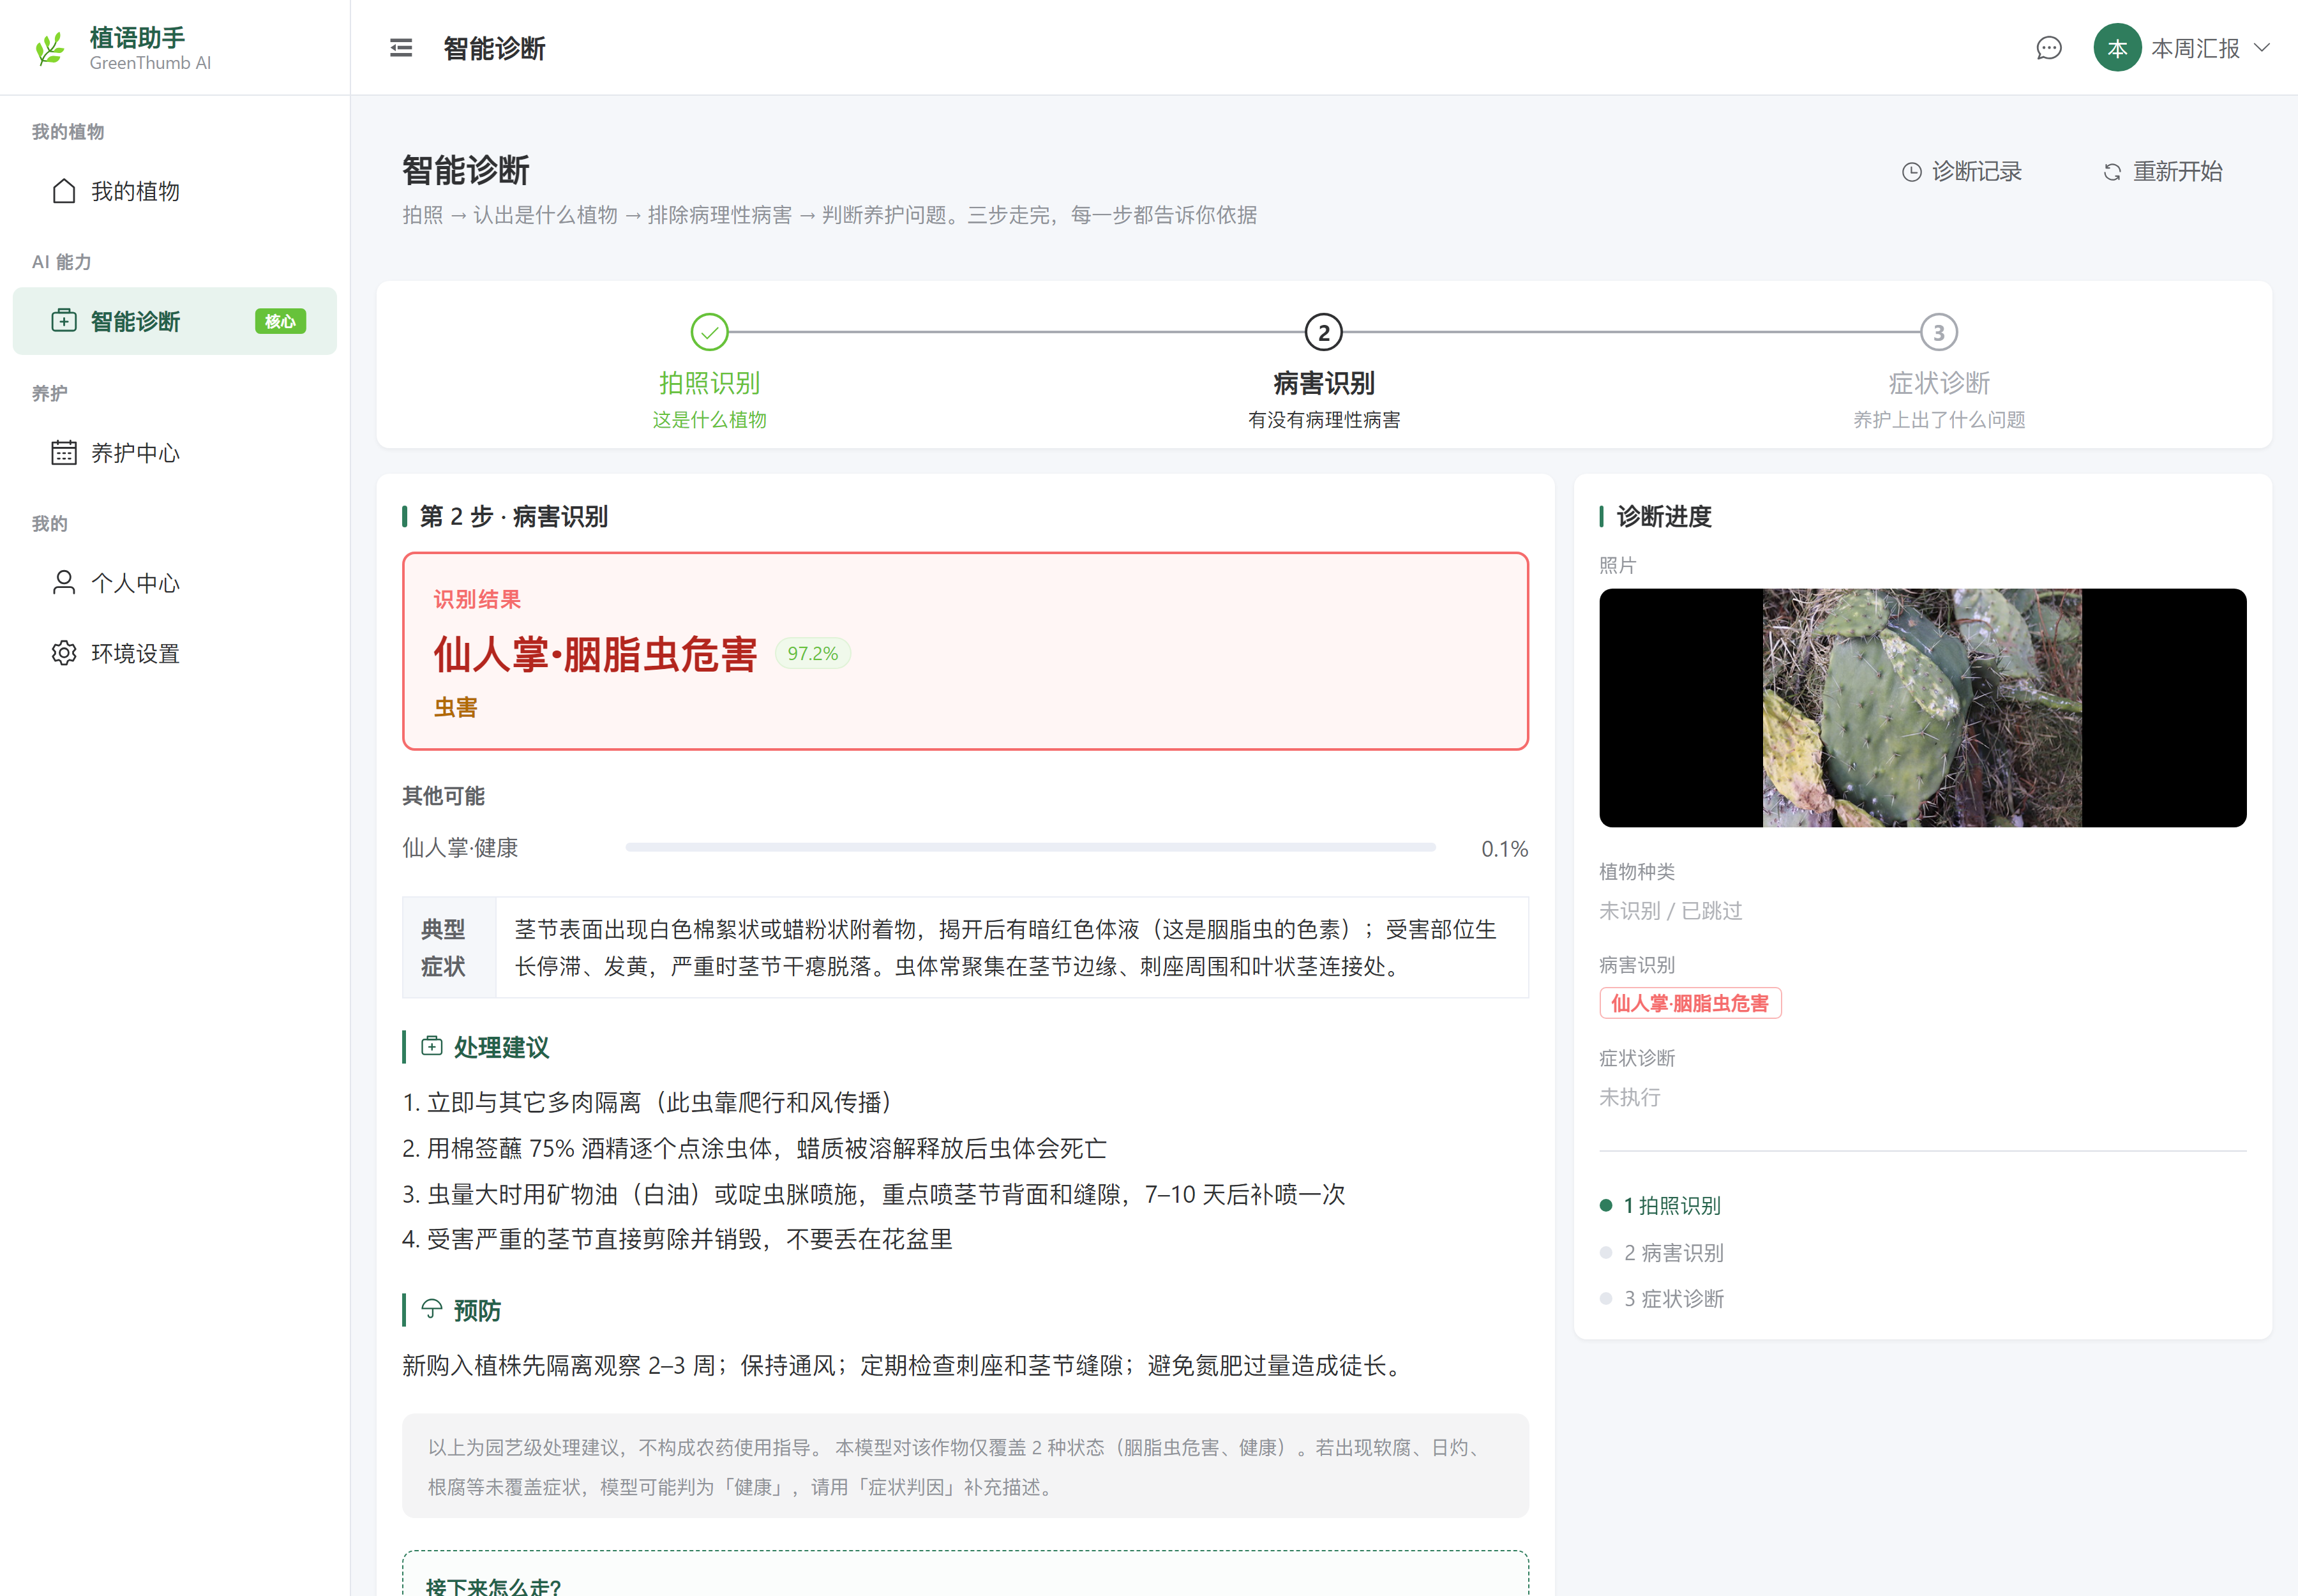 植语助手
GreenThumb AI
智能诊断
本
本周汇报
我的植物
我的植物
AI 能力
智能诊断
核心
养护
养护中心
我的
个人中心
环境设置
智能诊断
拍照 → 认出是什么植物 → 排除病理性病害 → 判断养护问题。三步走完，每一步都告诉你依据
诊断记录
重新开始
拍照识别
这是什么植物
2
病害识别
有没有病理性病害
3
症状诊断
养护上出了什么问题
第 2 步 · 病害识别
识别结果
仙人掌·胭脂虫危害
97.2%
虫害
其他可能
仙人掌·健康
0.1%
典型症状
茎节表面出现白色棉絮状或蜡粉状附着物，揭开后有暗红色体液（这是胭脂虫的色素）；受害部位生
长停滞、发黄，严重时茎节干瘪脱落。虫体常聚集在茎节边缘、刺座周围和叶状茎连接处。
处理建议
1. 立即与其它多肉隔离（此虫靠爬行和风传播）
2. 用棉签蘸 75% 酒精逐个点涂虫体，蜡质被溶解释放后虫体会死亡
3. 虫量大时用矿物油（白油）或啶虫脒喷施，重点喷茎节背面和缝隙，7–10 天后补喷一次
4. 受害严重的茎节直接剪除并销毁，不要丢在花盆里
预防
新购入植株先隔离观察 2–3 周；保持通风；定期检查刺座和茎节缝隙；避免氮肥过量造成徒长。
以上为园艺级处理建议，不构成农药使用指导。 本模型对该作物仅覆盖 2 种状态（胭脂虫危害、健康）。若出现软腐、日灼、
根腐等未覆盖症状，模型可能判为「健康」，请用「症状判因」补充描述。
接下来怎么走?
诊断进度
照片
植物种类
未识别 / 已跳过
病害识别
仙人掌·胭脂虫危害
症状诊断
未执行
1 拍照识别
2 病害识别
3 症状诊断